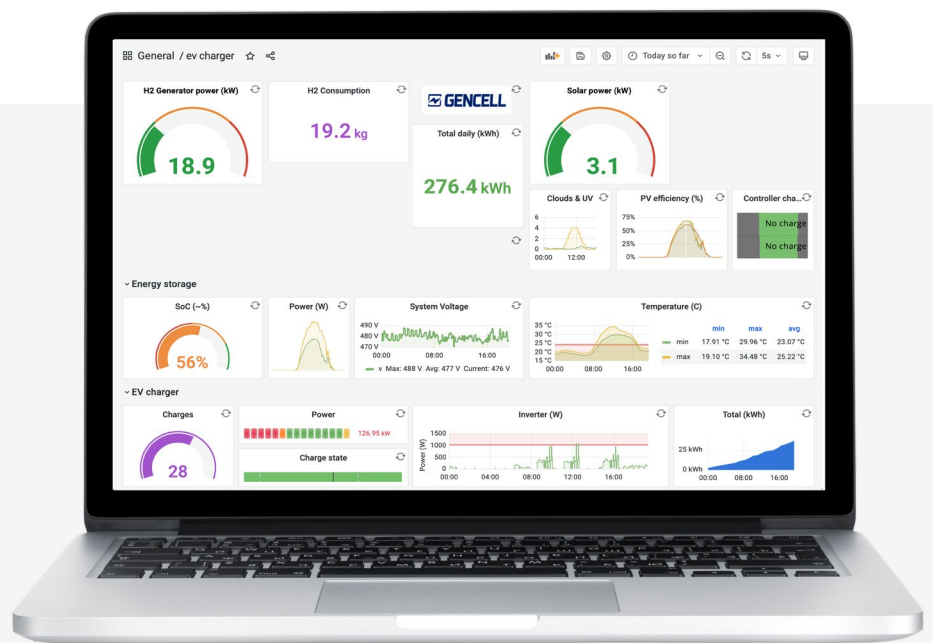 General / ev charger
Today so far
5s
H2 Generator power (kW)
18.9
H2 Consumption
19.2 kg
GENCELL
Total daily (kWh)
276.4 kWh
Solar power (kW)
3.1
Clouds & UV
6
4
2
0
00:00 12:00
PV efficiency (%)
75%
50%
25%
0%
Controller cha...
No charge
No charge
Energy storage
SoC (~%)
56%
Power (W)
System Voltage
490 V
480 V
470 V
00:00 08:00 16:00
v Max: 488 V Avg: 477 V Current: 476 V
Temperature (C)
35 °C
30 °C
25 °C
20 °C
15 °C
00:00 08:00 16:00
min max avg
min 17.91 °C 29.96 °C 23.07 °C
max 19.10 °C 34.48 °C 25.22 °C
EV charger
Charges
28
Power
126.95 kW
Charge state
Inverter (W)
Power (W)
1500
1000
500
0
00:00 04:00 08:00 12:00 16:00
Total (kWh)
25 kWh
0 kWh
00:00 08:00 16:00